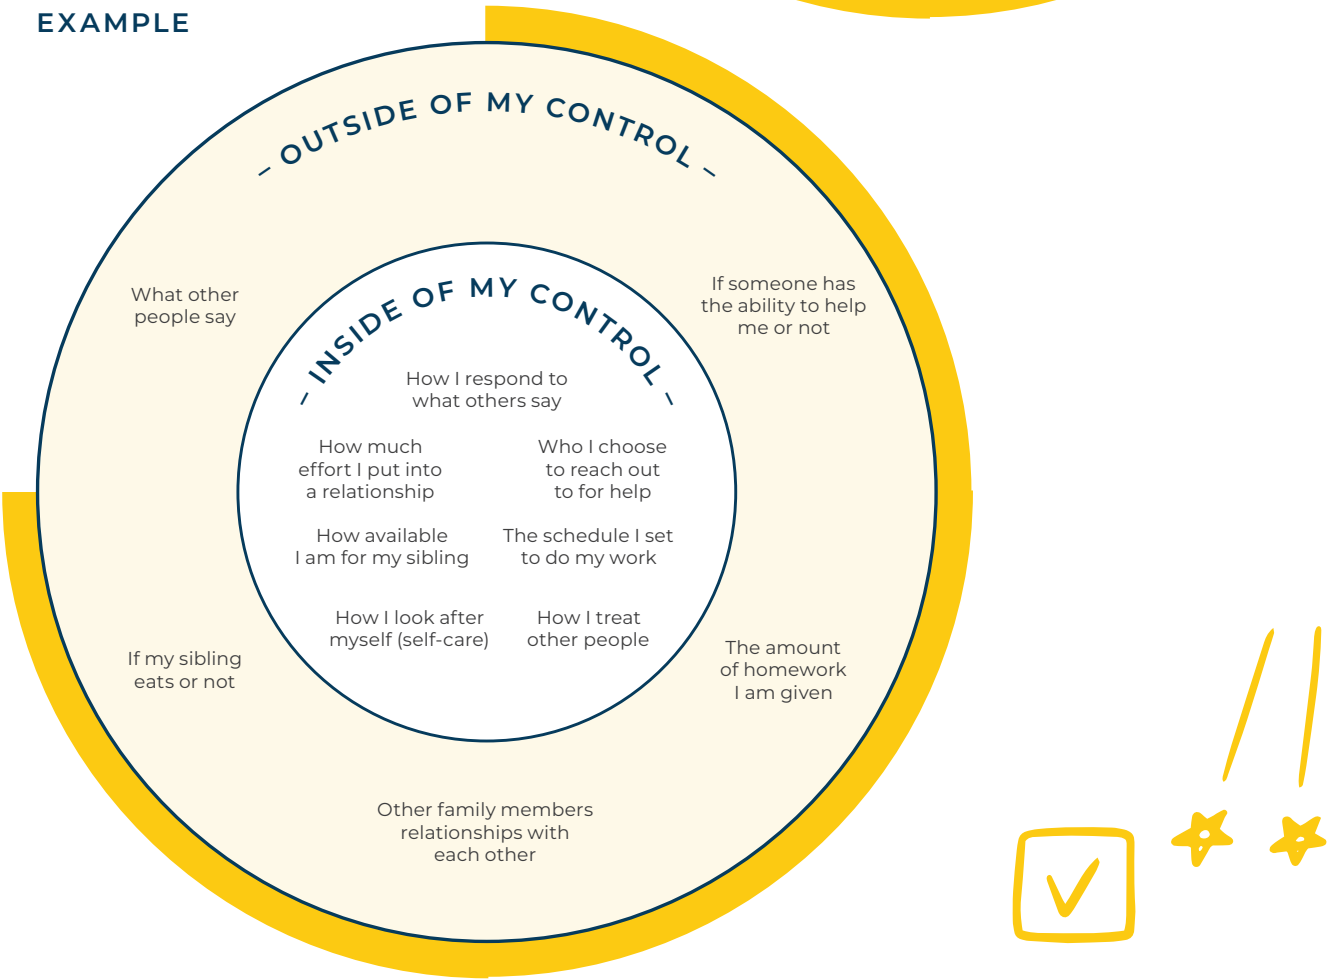 EXAMPLE
– OUTSIDE OF MY CONTROL –
What other
people say
If someone has
the ability to help
me or not
– INSIDE OF MY CONTROL –
How I respond to
what others say
How much
effort I put into
a relationship
Who I choose
to reach out
to for help
How available
I am for my sibling
The schedule I set
to do my work
How I look after
myself (self-care)
How I treat
other people
If my sibling
eats or not
The amount
of homework
I am given
Other family members
relationships with
each other